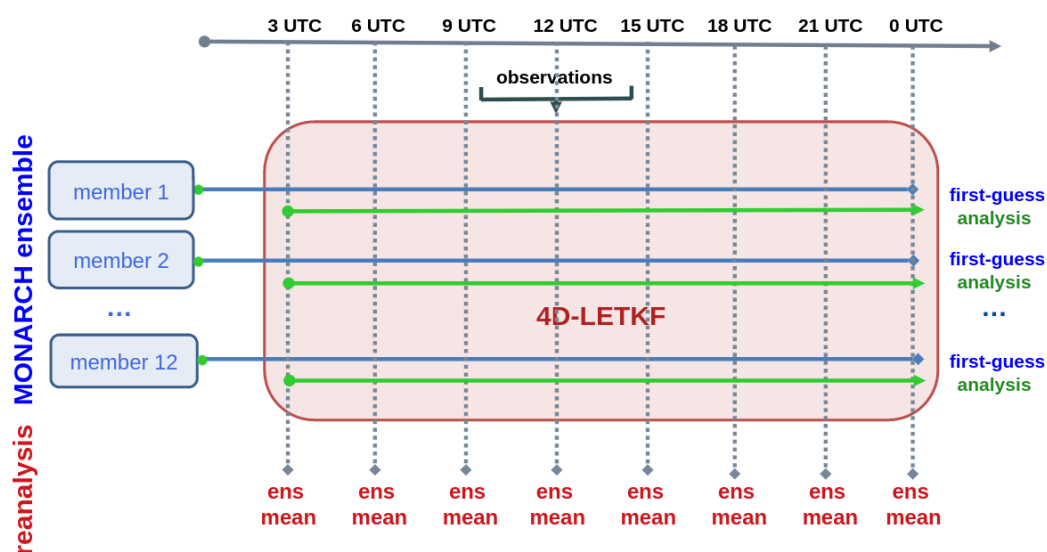 3 UTC 6 UTC 9 UTC 12 UTC 15 UTC 18 UTC 21 UTC 0 UTC
observations
MONARCH ensemble
member 1
first-guess
analysis
member 2
first-guess
analysis
...
4D-LETKF
...
member 12
first-guess
analysis
reanalysis
ens ens ens ens ens ens ens ens
mean mean mean mean mean mean mean mean